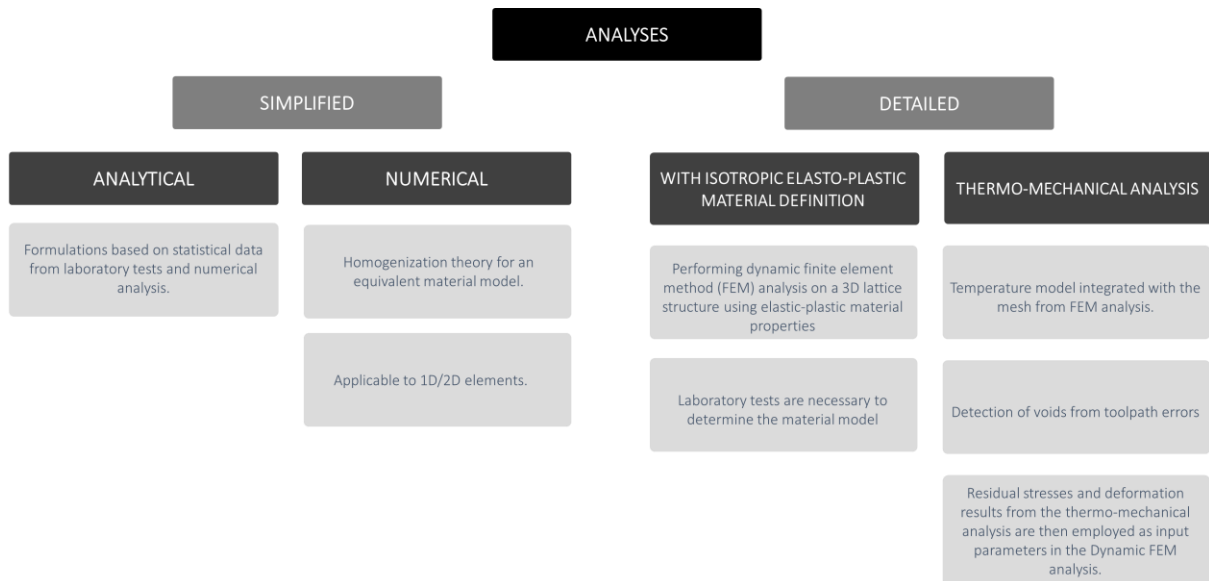 ANALYSES
SIMPLIFIED
DETAILED
ANALYTICAL
NUMERICAL
WITH ISOTROPIC ELASTO-PLASTIC
MATERIAL DEFINITION
THERMO-MECHANICAL ANALYSIS
Formulations based on statistical data
from laboratory tests and numerical
analysis.
Homogenization theory for an
equivalent material model.
Applicable to 1D/2D elements.
Performing dynamic finite element
method (FEM) analysis on a 3D lattice
structure using elastic-plastic material
properties
Laboratory tests are necessary to
determine the material model
Temperature model integrated with the
mesh from FEM analysis.
Detection of voids from toolpath errors
Residual stresses and deformation
results from the thermo-mechanical
analysis are then employed as input
parameters in the Dynamic FEM
analysis.